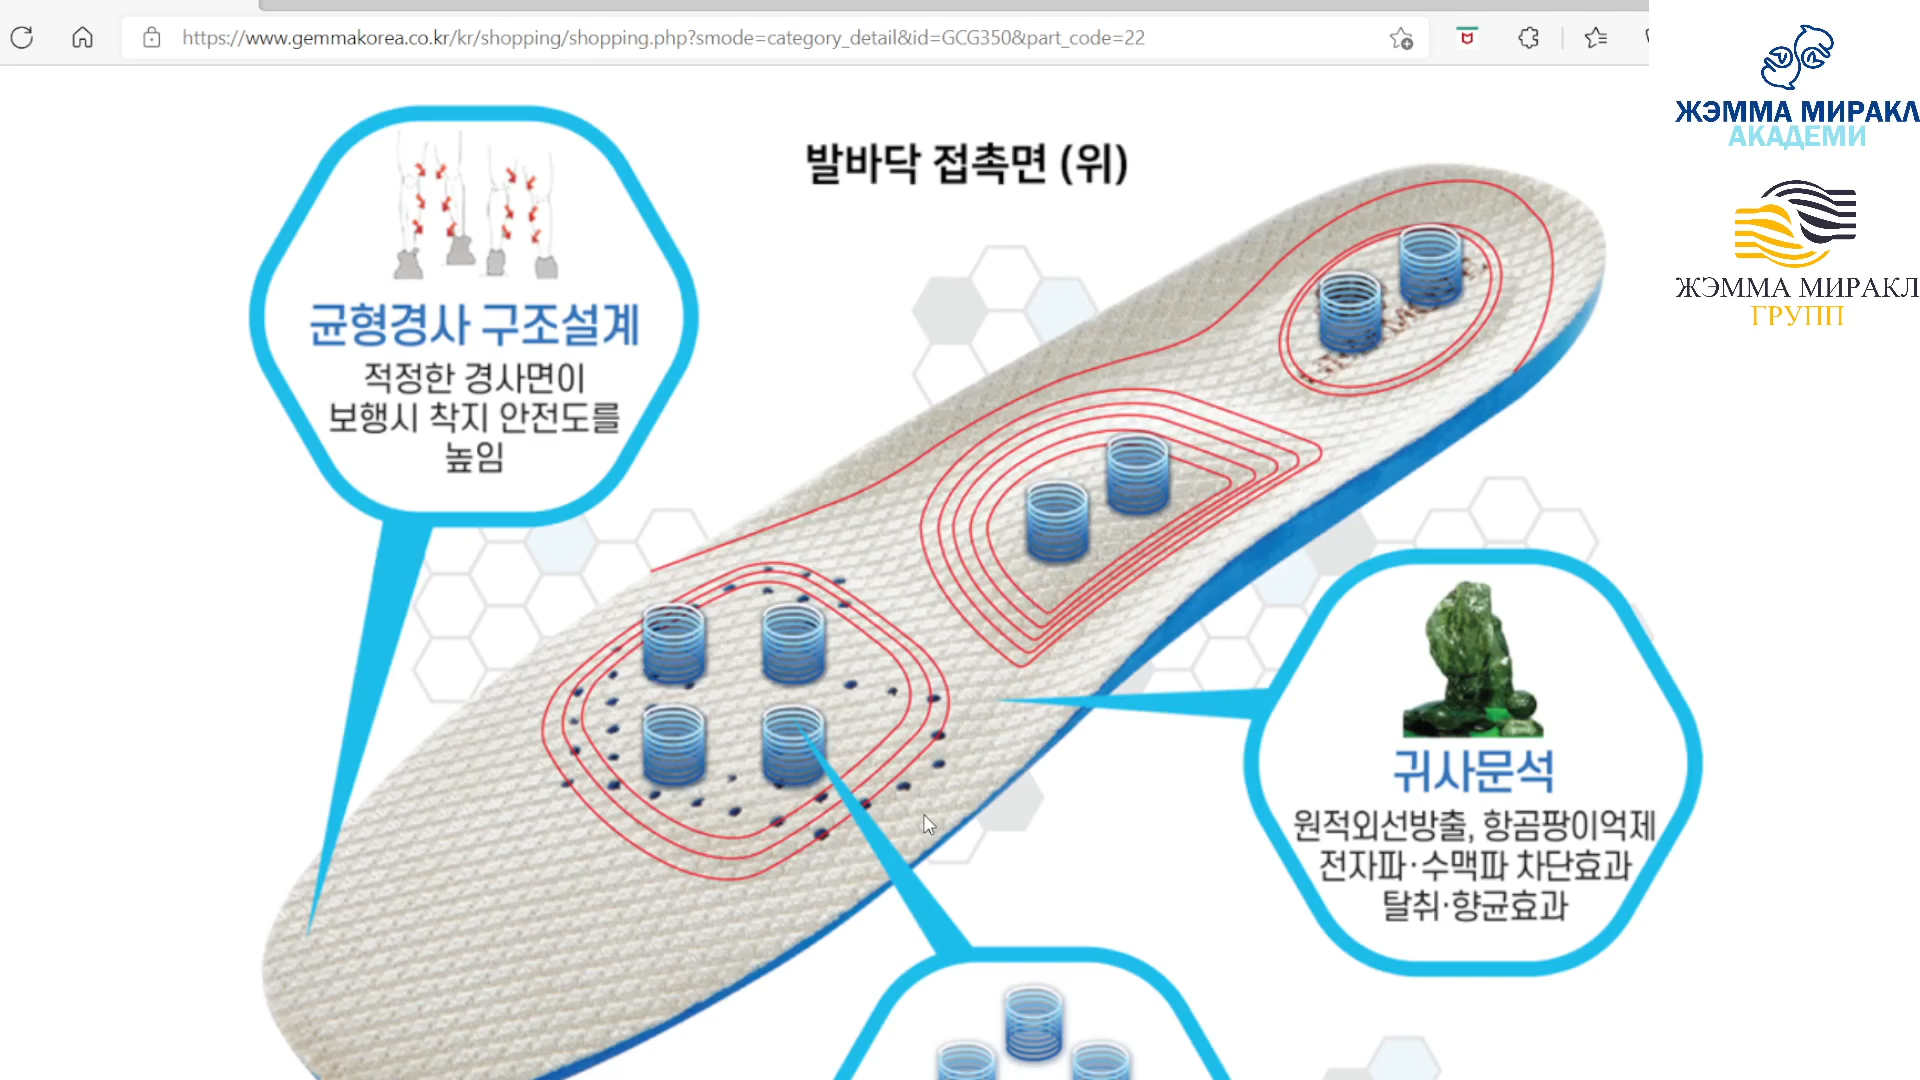 https://www.gemmakorea.co.kr/kr/shopping/shopping.php?smode=category_detail&id=GCG350&part_code=22
ЖЭММА МИРАКЛ
АКАДЕМИ
ЖЭММА МИРАКЛ
ГРУПП
발바닥 접촉면 (위)
균형경사 구조설계
적정한 경사면이
보행시 착지 안전도를
높임
귀사문석
원적외선방출, 항곰팡이억제
전자파·수맥파 차단효과
탈취·향균효과